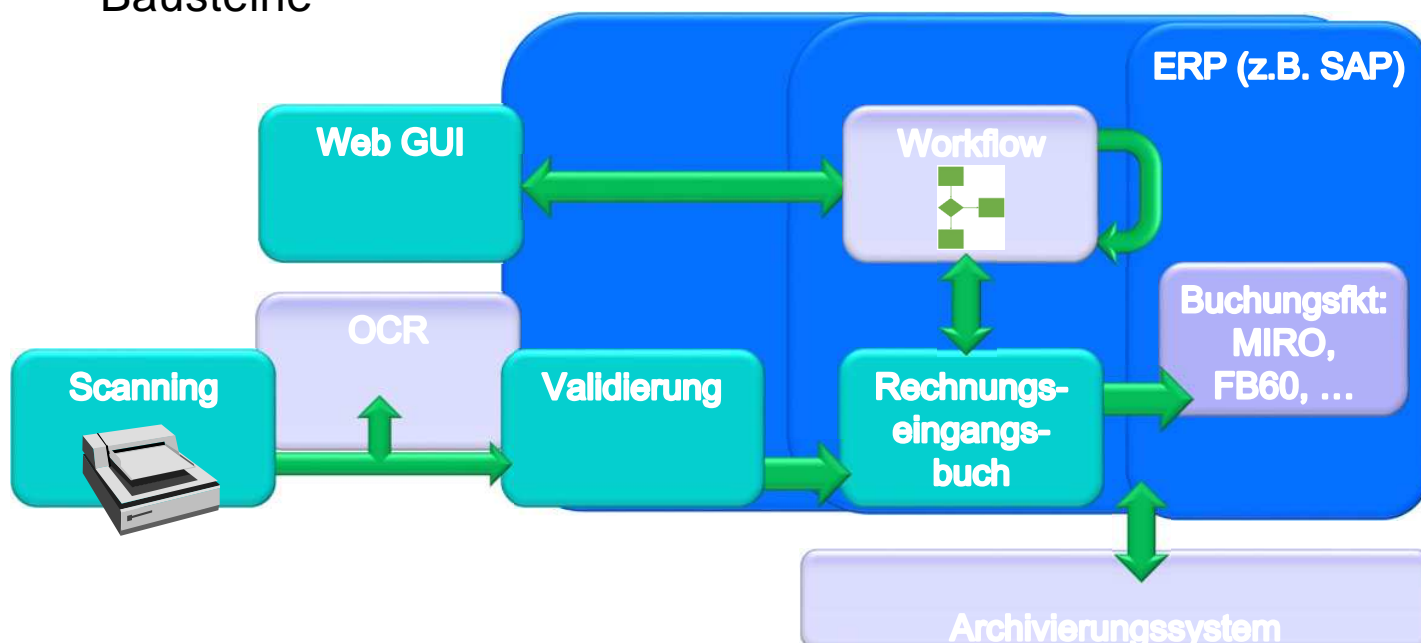 Bausteine
ERP (z.B. SAP)
Web GUI
Workflow
OCR
Buchungsfkt:
MIRO,
FB60, …
Scanning
Validierung
Rechnungs-
eingangs-
buch
Archivierungssystem